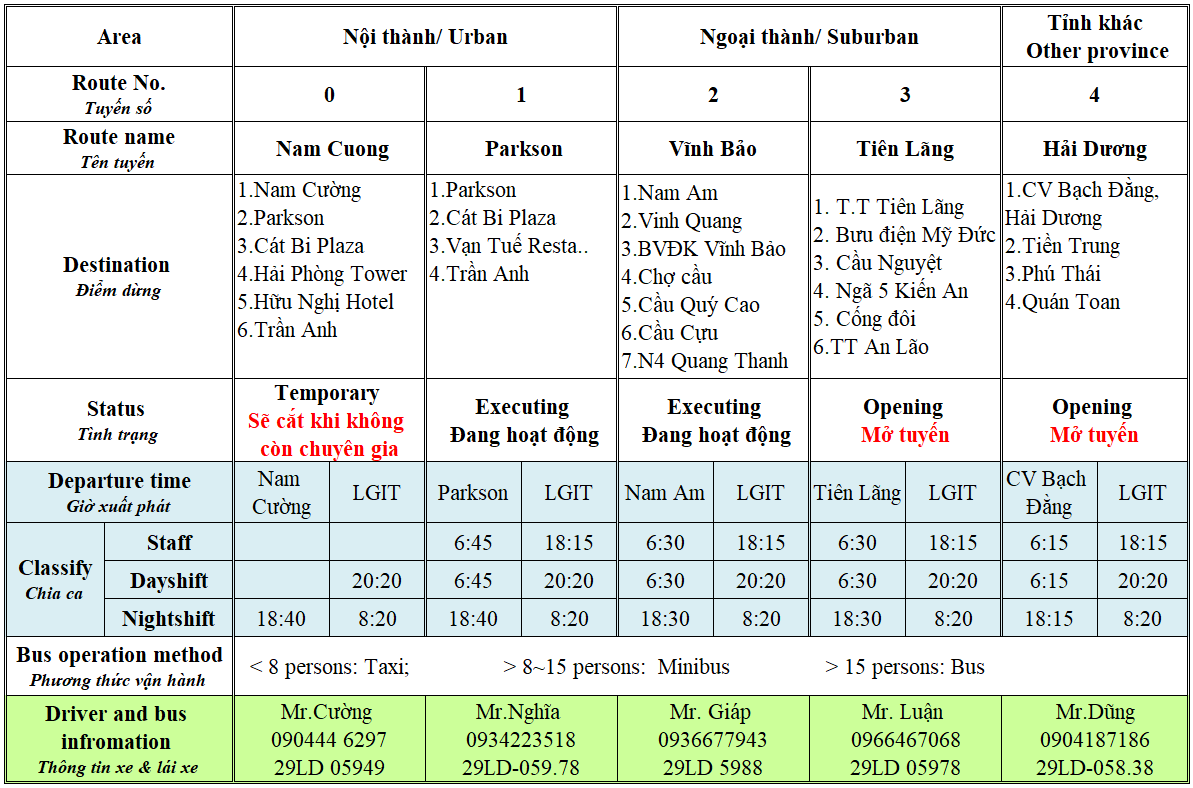 Area
Nội thành/ Urban
Ngoại thành/ Suburban
Tỉnh khác
Other province
Route No.
Tuyến số
0
1
2
3
4
Route name
Tên tuyến
Nam Cuong
Parkson
Vĩnh Bảo
Tiên Lãng
Hải Dương
Destination
Điểm dừng
1.Nam Cường
2.Parkson
3.Cát Bi Plaza
4.Hải Phòng Tower
5.Hữu Nghị Hotel
6.Trần Anh
1.Parkson
2.Cát Bi Plaza
3.Vạn Tuế Resta..
4.Trần Anh
1.Nam Am
2.Vinh Quang
3.BVĐK Vĩnh Bảo
4.Chợ cầu
5.Cầu Quý Cao
6.Cầu Cựu
7.N4 Quang Thanh
1. T.T Tiên Lãng
2. Bưu điện Mỹ Đức
3. Cầu Nguyệt
4. Ngã 5 Kiến An
5. Cống đôi
6.TT An Lão
1.CV Bạch Đằng,
Hải Dương
2.Tiền Trung
3.Phú Thái
4.Quán Toan
Status
Tình trạng
Temporary
Sẽ cắt khi không
còn chuyên gia
Executing
Đang hoạt động
Executing
Đang hoạt động
Opening
Mở tuyến
Opening
Mở tuyến
Departure time
Giờ xuất phát
Nam
Cường
LGIT
Parkson
LGIT
Nam Am
LGIT
Tiên Lãng
LGIT
CV Bạch
Đằng
LGIT
Classify
Chia ca
Staff
6:45
18:15
6:30
18:15
6:30
18:15
6:15
18:15
Dayshift
20:20
6:45
20:20
6:30
20:20
6:30
20:20
6:15
20:20
Nightshift
18:40
8:20
18:40
8:20
18:30
8:20
18:30
8:20
18:15
8:20
Bus operation method
Phương thức vận hành
< 8 persons: Taxi;
> 8~15 persons: Minibus
> 15 persons: Bus
Driver and bus
infromation
Thông tin xe & lái xe
Mr.Cường
090444 6297
29LD 05949
Mr.Nghĩa
0934223518
29LD-059.78
Mr. Giáp
0936677943
29LD 5988
Mr. Luận
0966467068
29LD 05978
Mr.Dũng
0904187186
29LD-058.38